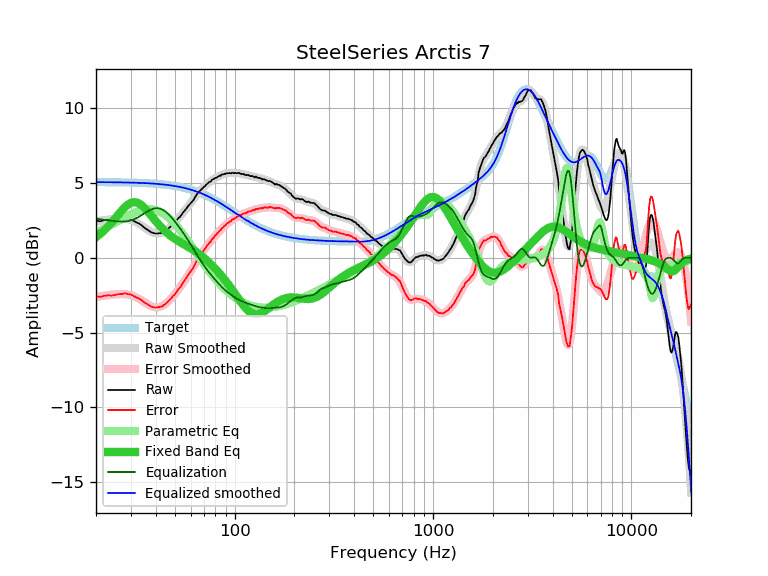 SteelSeries Arctis 7
Amplitude (dBr)
10
5
0
−5
−10
−15
Target
Raw Smoothed
Error Smoothed
Raw
Error
Parametric Eq
Fixed Band Eq
Equalization
Equalized smoothed
100 1000 10000
Frequency (Hz)